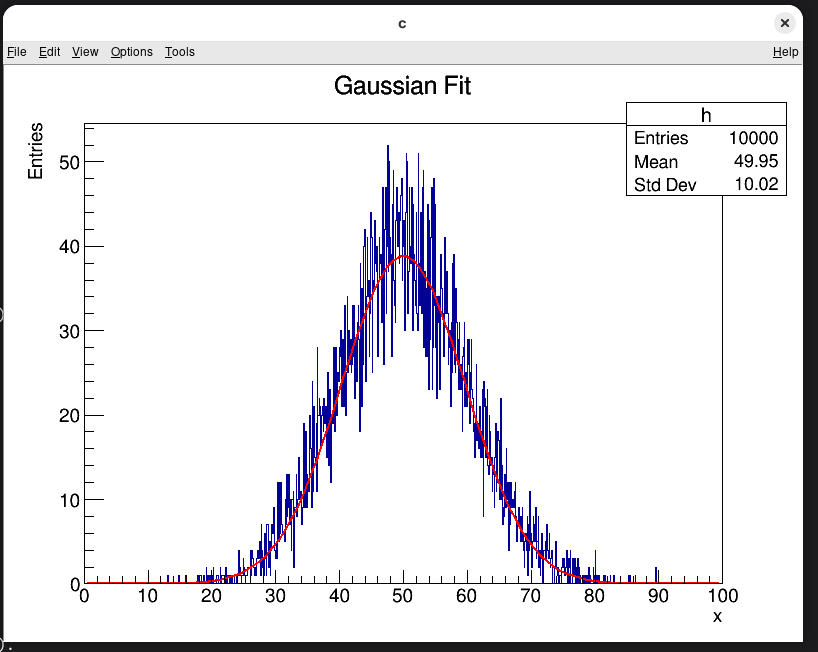 c
File Edit View Options Tools Help
Gaussian Fit
h
Entries 10000
Mean 49.95
Std Dev 10.02
Entries
50
40
30
20
10
0
0 10 20 30 40 50 60 70 80 90 100
x